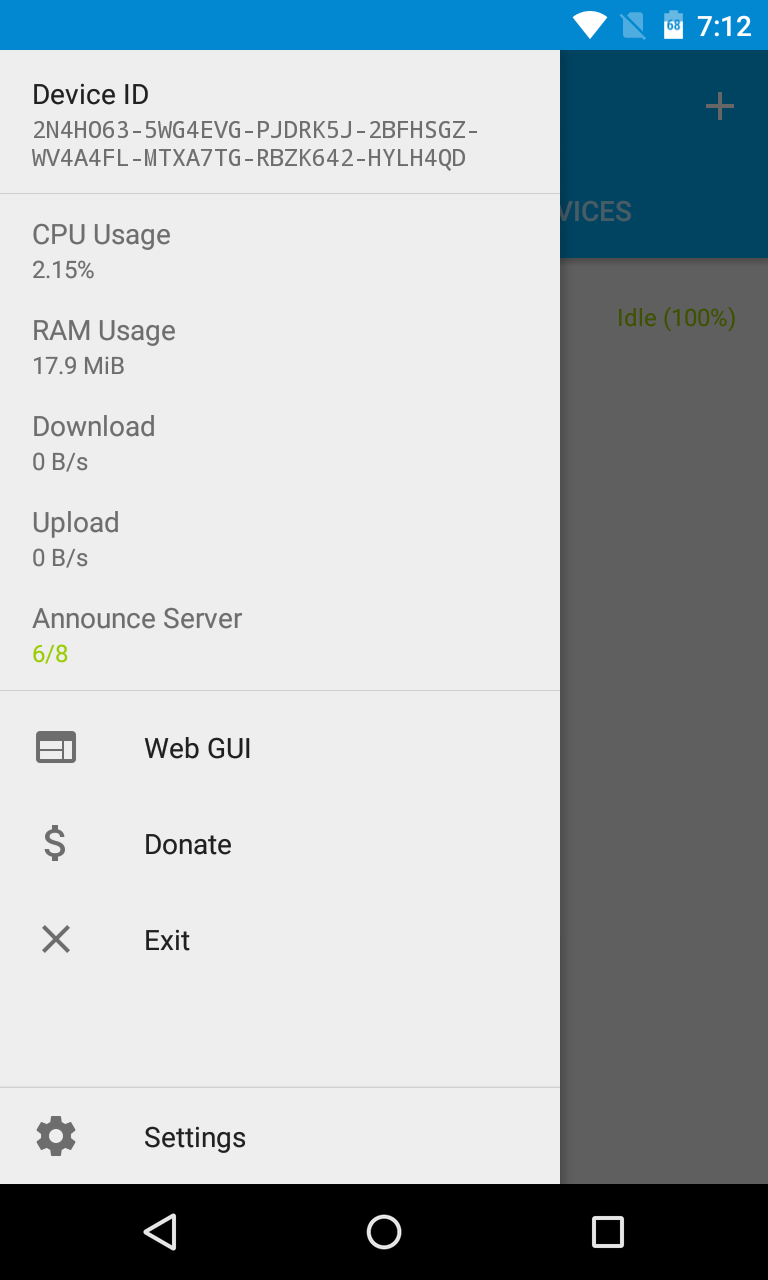 68 7:12
Device ID
2N4HO63-5WG4EVG-PJDRK5J-2BFHSGZ-
WV4A4FL-MTXA7TG-RBZK642-HYLH4QD
VICES
CPU Usage
2.15%
Idle (100%)
RAM Usage
17.9 MiB
Download
0 B/s
Upload
0 B/s
Announce Server
6/8
Web GUI
Donate
Exit
Settings